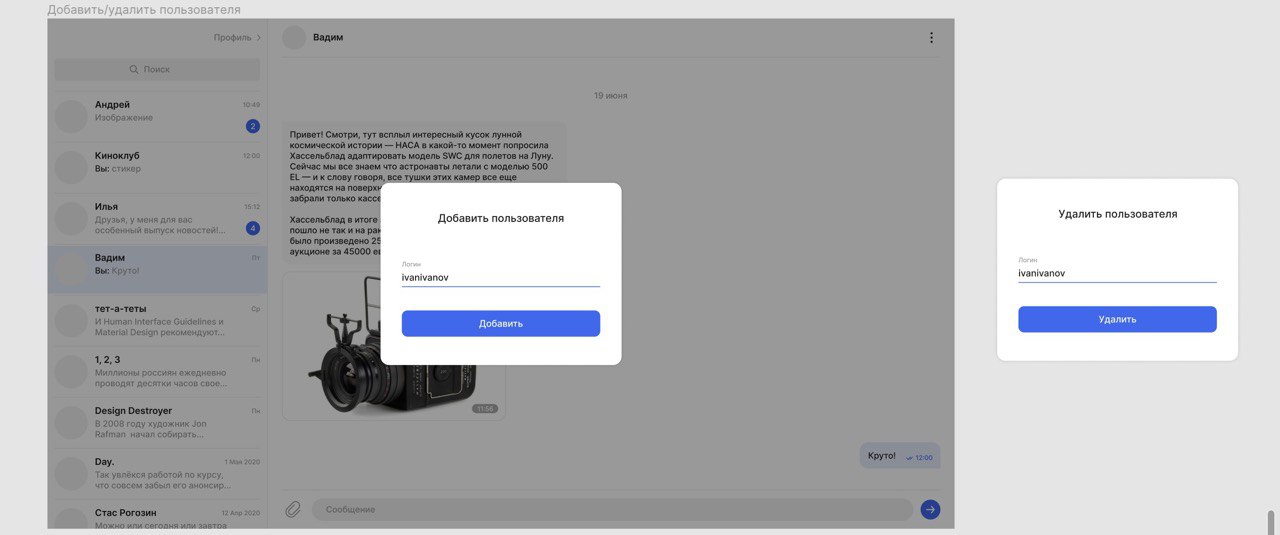 Добавить/удалить пользователя
Профиль
Поиск
Андрей
10:49
Изображение
2
Киноклуб
12:00
Вы: стикер
Илья
15:12
Друзья, у меня для вас
особенный выпуск новостей!...
4
Вадим
Пт
Вы: Круто!
тет-а-теты
Ср
И Human Interface Guidelines и
Material Design рекомендуют...
1, 2, 3
Пн
Миллионы россиян ежедневно
проводят десятки часов свое...
Design Destroyer
Пн
В 2008 году художник Jon
Rafman начал собирать...
Day.
1 Мая 2020
Так увлёкся работой по курсу,
что совсем забыл его анонсир...
Стас Рогозин
12 Апр 2020
Можно или сегодня или завтра
Вадим
19 июня
Привет! Смотри, тут всплыл интересный кусок лунной
космической истории — НАСА в какой-то момент попросила
Хассельблад адаптировать модель SWC для полетов на Луну.
Сейчас мы все знаем что астронавты летали с моделью 500
EL — и к слову говоря, все тушки этих камер все еще
находятся на поверхн
забрали только кассе
Хассельблад в итоге
пошло не так и на рак
было произведено 25
аукционе за 45000 ев
11:56
Круто!
12:00
Сообщение
Добавить пользователя
Логин
ivanivanov
Добавить
Удалить пользователя
Логин
ivanivanov
Удалить